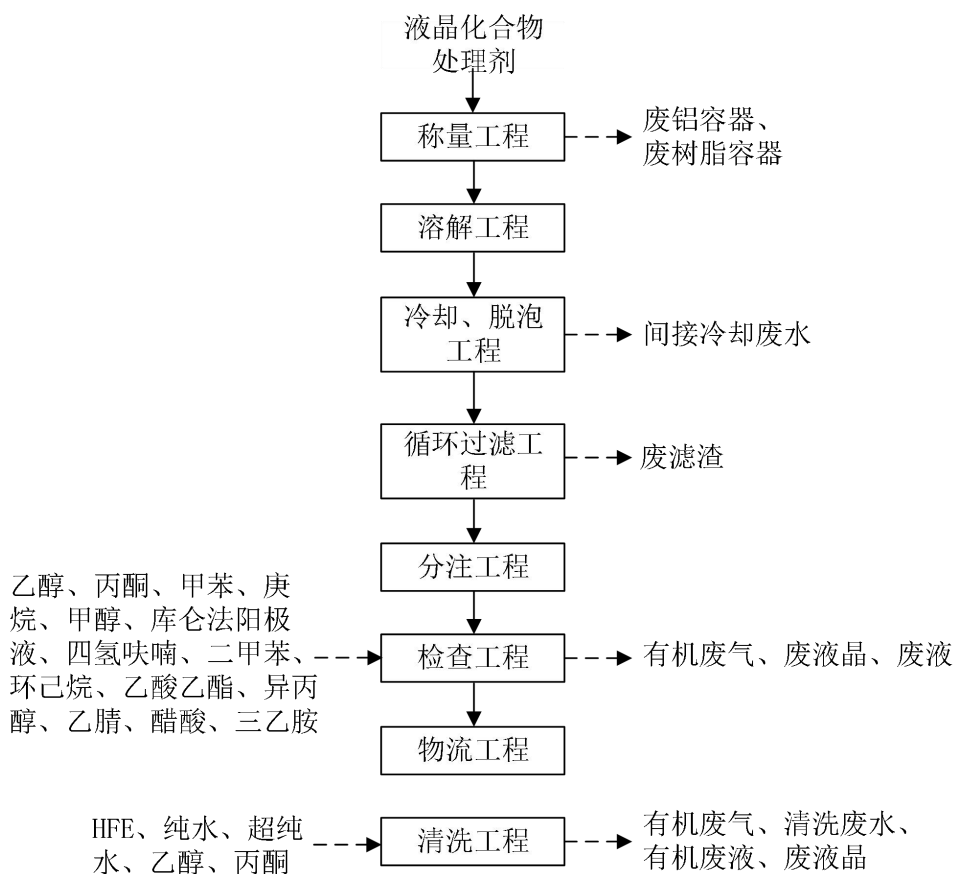 液晶化合物
处理剂
称量工程
废铝容器、
废树脂容器
溶解工程
冷却、脱泡
工程
间接冷却废水
循环过滤工
程
废滤渣
分注工程
乙醇、丙酮、甲苯、庚
烷、甲醇、库仑法阳极
液、四氢呋喃、二甲苯、
环己烷、乙酸乙酯、异丙
醇、乙腈、醋酸、三乙胺
检查工程
有机废气、废液晶、废液
物流工程
HFE、纯水、超纯
水、乙醇、丙酮
清洗工程
有机废气、清洗废水、
有机废液、废液晶